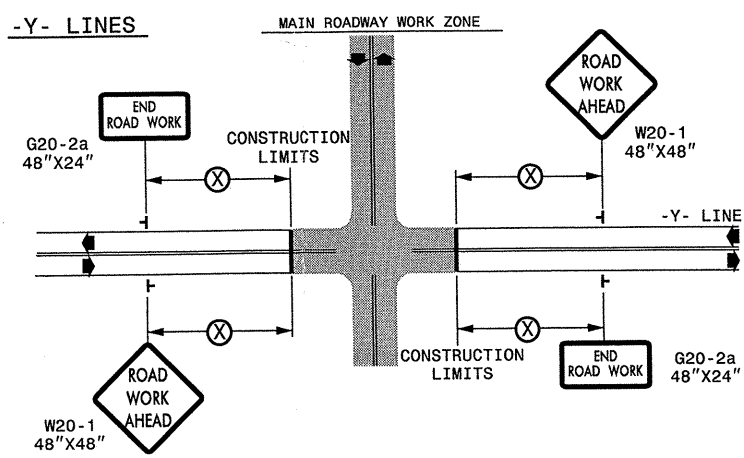 -Y- LINES
MAIN ROADWAY WORK ZONE
END
ROAD WORK
G20-2a
48"X24"
CONSTRUCTION
LIMITS
X
X
ROAD
WORK
AHEAD
W20-1
48"X48"
-Y- LINE
X
X
ROAD
WORK
AHEAD
W20-1
48"X48"
CONSTRUCTION
LIMITS
END
ROAD WORK
G20-2a
48"X24"